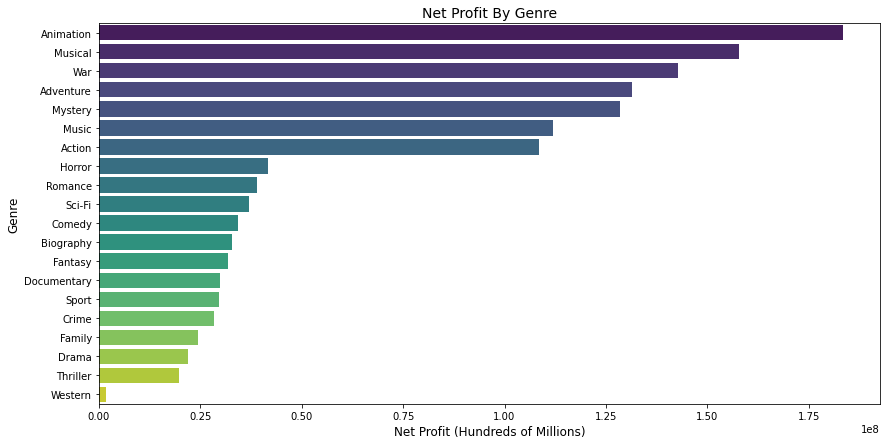 Net Profit By Genre
Genre
Animation
Musical
War
Adventure
Mystery
Music
Action
Horror
Romance
Sci-Fi
Comedy
Biography
Fantasy
Documentary
Sport
Crime
Family
Drama
Thriller
Western
0.00 0.25 0.50 0.75 1.00 1.25 1.50 1.75
1e8
Net Profit (Hundreds of Millions)